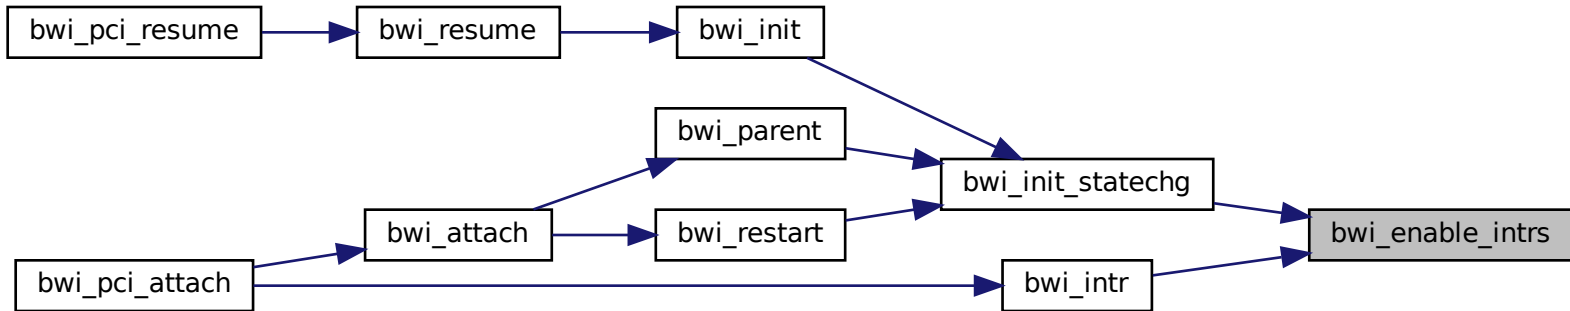 bwi_pci_resume
bwi_resume
bwi_init
bwi_parent
bwi_init_statechg
bwi_attach
bwi_restart
bwi_enable_intrs
bwi_pci_attach
bwi_intr